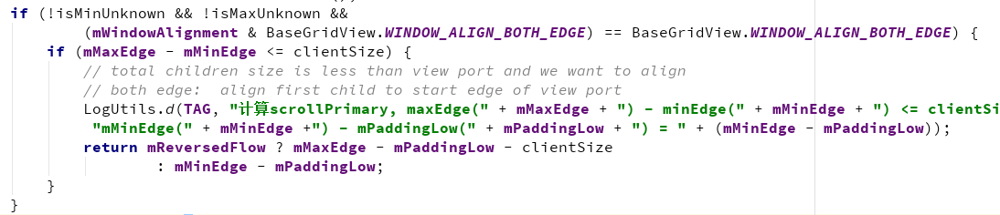 if (!isMinUnknown && !isMaxUnknown &&
(mWindowAlignment & BaseGridView.WINDOW_ALIGN_BOTH_EDGE) == BaseGridView.WINDOW_ALIGN_BOTH_EDGE) {
if (mMaxEdge - mMinEdge <= clientSize) {
// total children size is less than view port and we want to align
// both edge:  align first child to start edge of view port
LogUtils.d(TAG, "计算scrollPrimary, maxEdge(" + mMaxEdge + ") - minEdge(" + mMinEdge + ") <= clientSi
"mMinEdge(" + mMinEdge +") - mPaddingLow(" + mPaddingLow + ") = " + (mMinEdge - mPaddingLow));
return mReversedFlow ? mMaxEdge - mPaddingLow - clientSize
: mMinEdge - mPaddingLow;
}
}